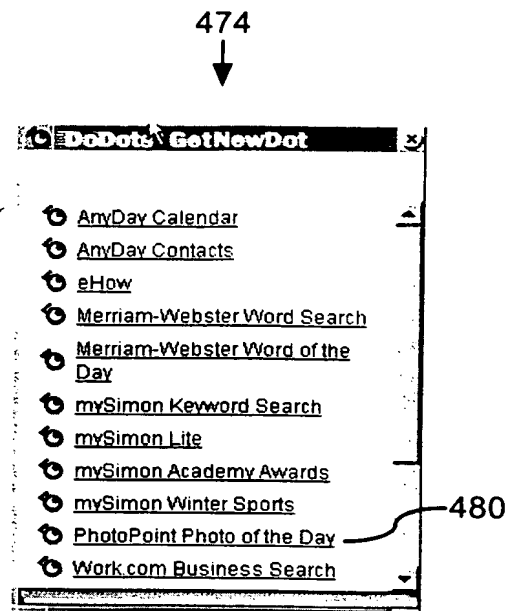 474
DoDots GetNewDot
AnyDay Calendar
AnyDay Contacts
eHow
Merriam-Webster Word Search
Merriam-Webster Word of the
Day
mySimon Keyword Search
mySimon Lite
mySimon Academy Awards
mySimon Winter Sports
PhotoPoint Photo of the Day
480
Work.com Business Search